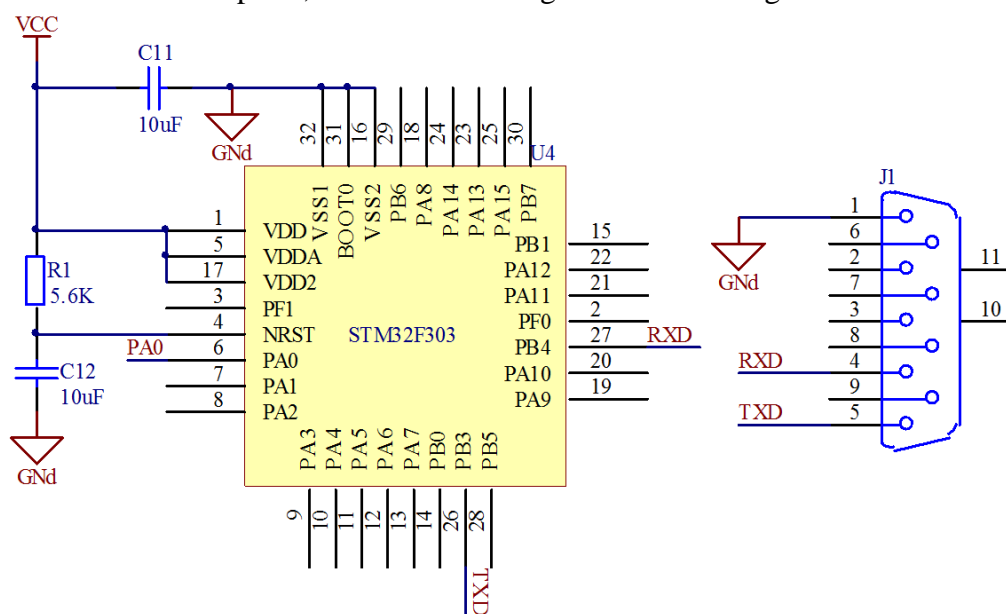 VCC
C11
10uF
GNd
32
31
16
29
18
24
23
25
30
U4
VSS1
BOOT0
VSS2
PB6
PA8
PA14
PA13
PA15
PB7
1 VDD
5 VDDA
17 VDD2
3 PF1
4 NRST
6 PA0
7 PA1
8 PA2
PA0
R1
5.6K
C12
10uF
GNd
STM32F303
PB1 15
PA12 22
PA11 21
PF0 2
PB4 27 RXD
PA10 20
PA9 19
PA3
PA4
PA5
PA6
PA7
PB0
PB3
PB5
9
10
11
12
13
14
26
28
TXD
J1
1
6
2
7
3
8
4
9
5
11
10
GNd
RXD
TXD